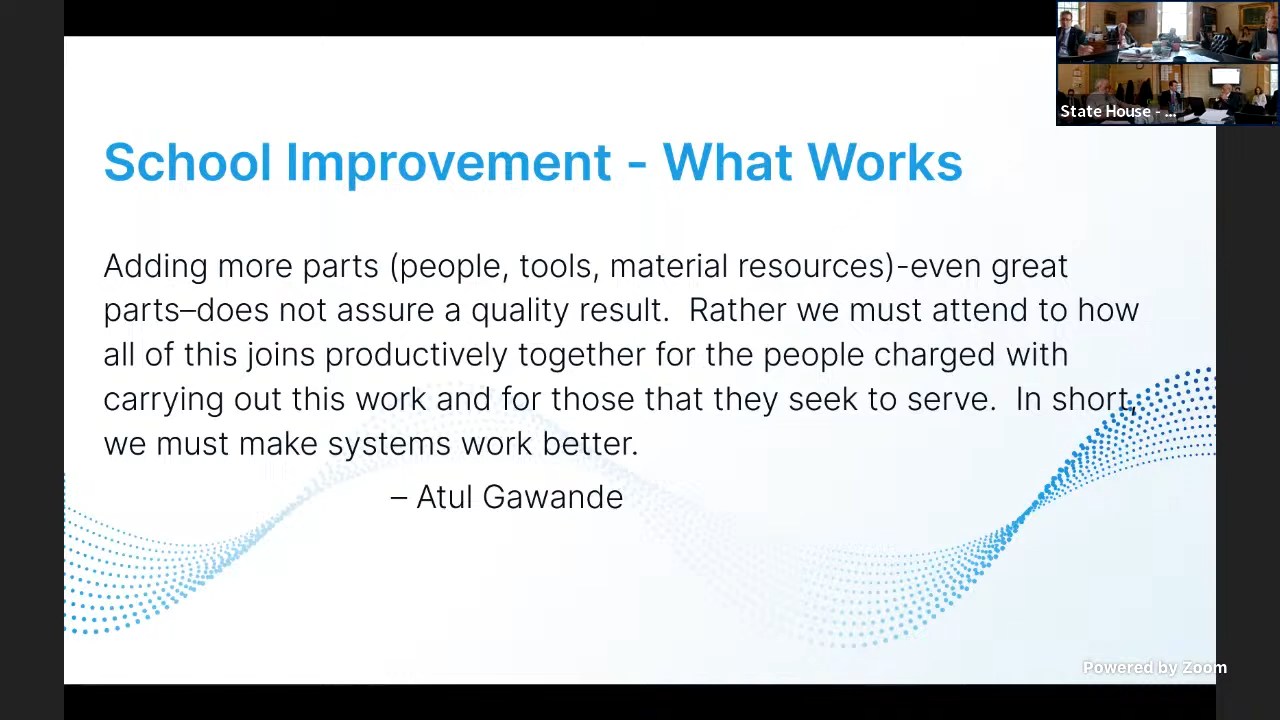 State House - ...
School Improvement - What Works
Adding more parts (people, tools, material resources)-even great
parts–does not assure a quality result.  Rather we must attend to how
all of this joins productively together for the people charged with
carrying out this work and for those that they seek to serve.  In short,
we must make systems work better.
– Atul Gawande
Powered by Zoom